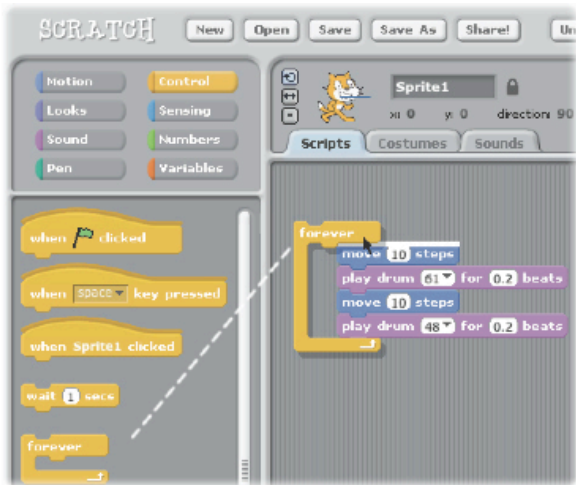 SCRATCH New Open Save Save As Share! Un
Motion Control
Looks Sensing
Sound Numbers
Pen Variables
Sprite1
x: 0 y: 0 direction: 90
Scripts Costumes Sounds
when clicked
when space key pressed
when Sprite1 clicked
wait 1 secs
forever
forever
move 10 steps
play drum 61 for 0.2 beats
move 10 steps
play drum 48 for 0.2 beats